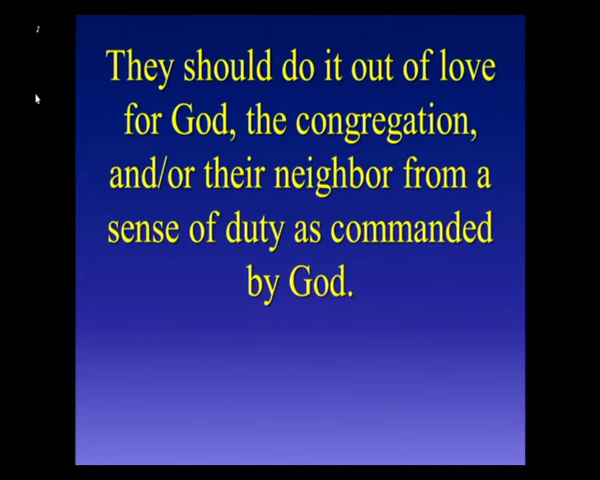 They should do it out of love
for God, the congregation,
and/or their neighbor from a
sense of duty as commanded
by God.